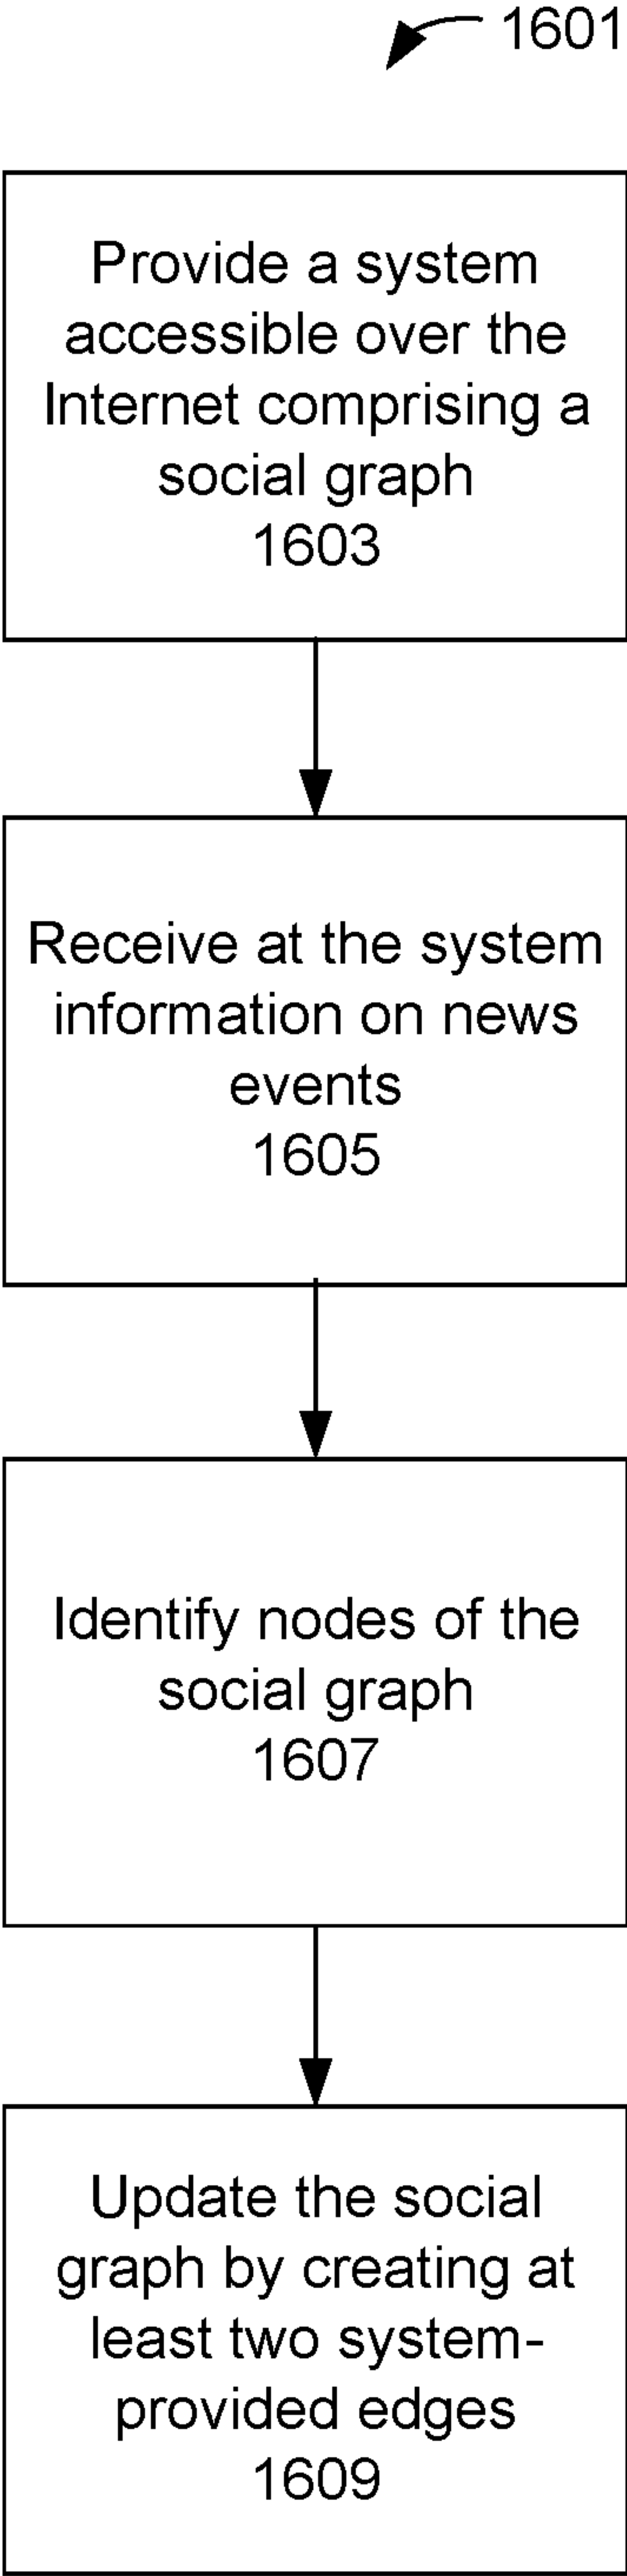 1601
Provide a system
accessible over the
Internet comprising a
social graph
1603
Receive at the system
information on news
events
1605
Identify nodes of the
social graph
1607
Update the social
graph by creating at
least two system-
provided edges
1609